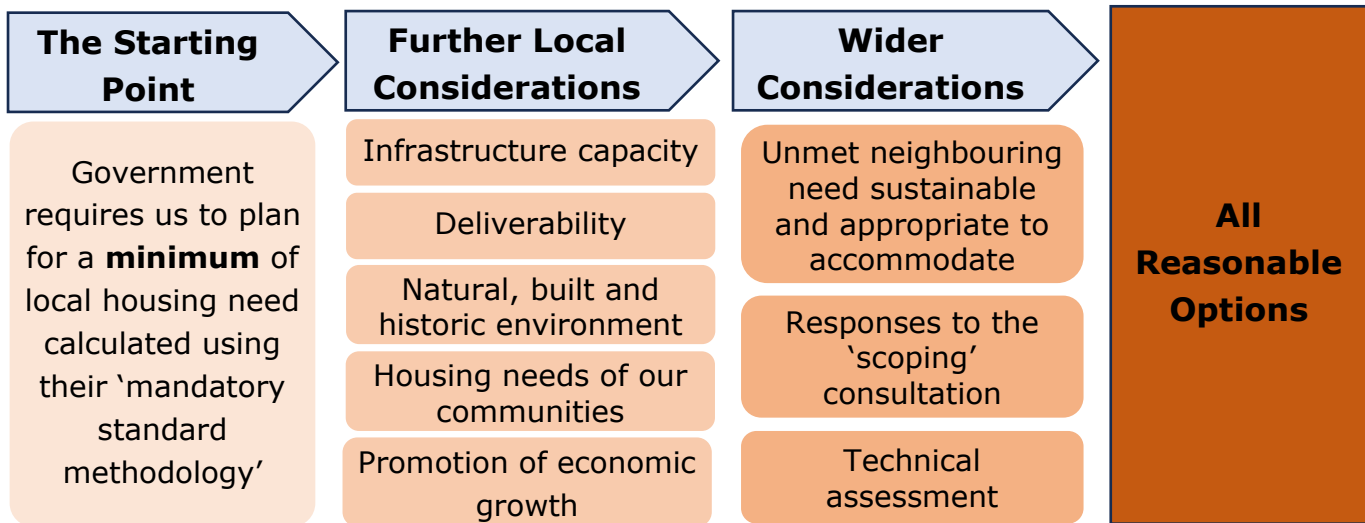 The Starting
Point
Government
requires us to plan
for a minimum of
local housing need
calculated using
their ‘mandatory
standard
methodology’
Further Local
Considerations
Infrastructure capacity
Deliverability
Natural, built and
historic environment
Housing needs of our
communities
Promotion of economic
growth
Wider
Considerations
Unmet neighbouring
need sustainable
and appropriate to
accommodate
Responses to the
‘scoping’
consultation
Technical
assessment
All
Reasonable
Options